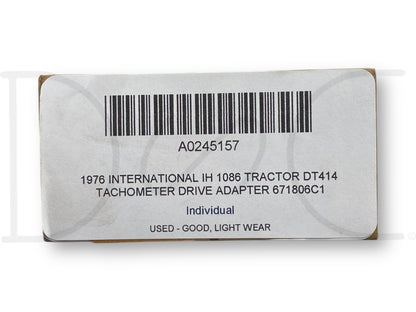 A0245157
1976 INTERNATIONAL IH 1086 TRACTOR DT414
TACHOMETER DRIVE ADAPTER 671806C1
Individual
USED - GOOD, LIGHT WEAR